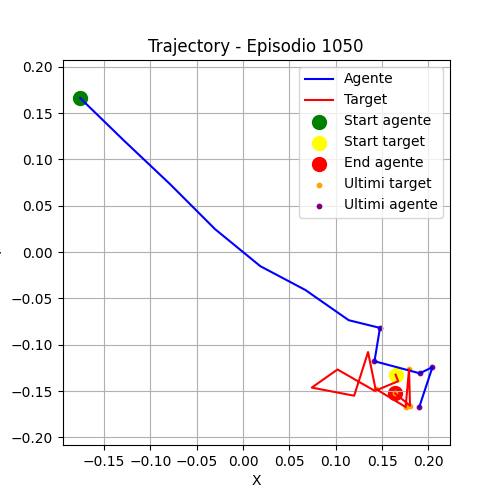 Trajectory - Episodio 1050
0.20
0.15
0.10
0.05
0.00
−0.05
−0.10
−0.15
−0.20
Agente
Target
Start agente
Start target
End agente
Ultimi target
Ultimi agente
−0.15
−0.10
−0.05
0.00
0.05
0.10
0.15
0.20
X